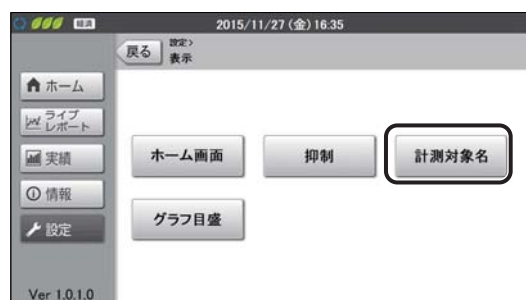 経済
2015/11/27 (金) 16:35
戻る
設定>
表示
ホーム
ライブ
レポート
実績
情報
設定
ホーム画面
抑制
計測対象名
グラフ目盛
Ver 1.0.1.0